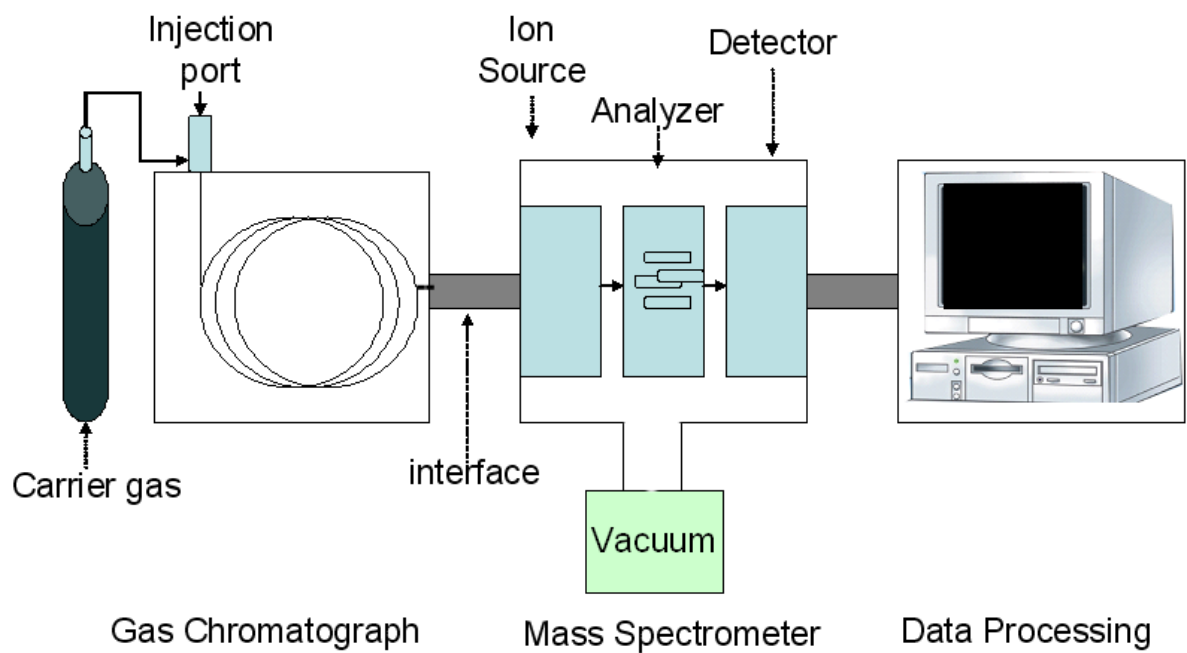 Injection
port
Ion
Source
Detector
Analyzer
Carrier gas
interface
Vacuum
Gas Chromatograph
Mass Spectrometer
Data Processing